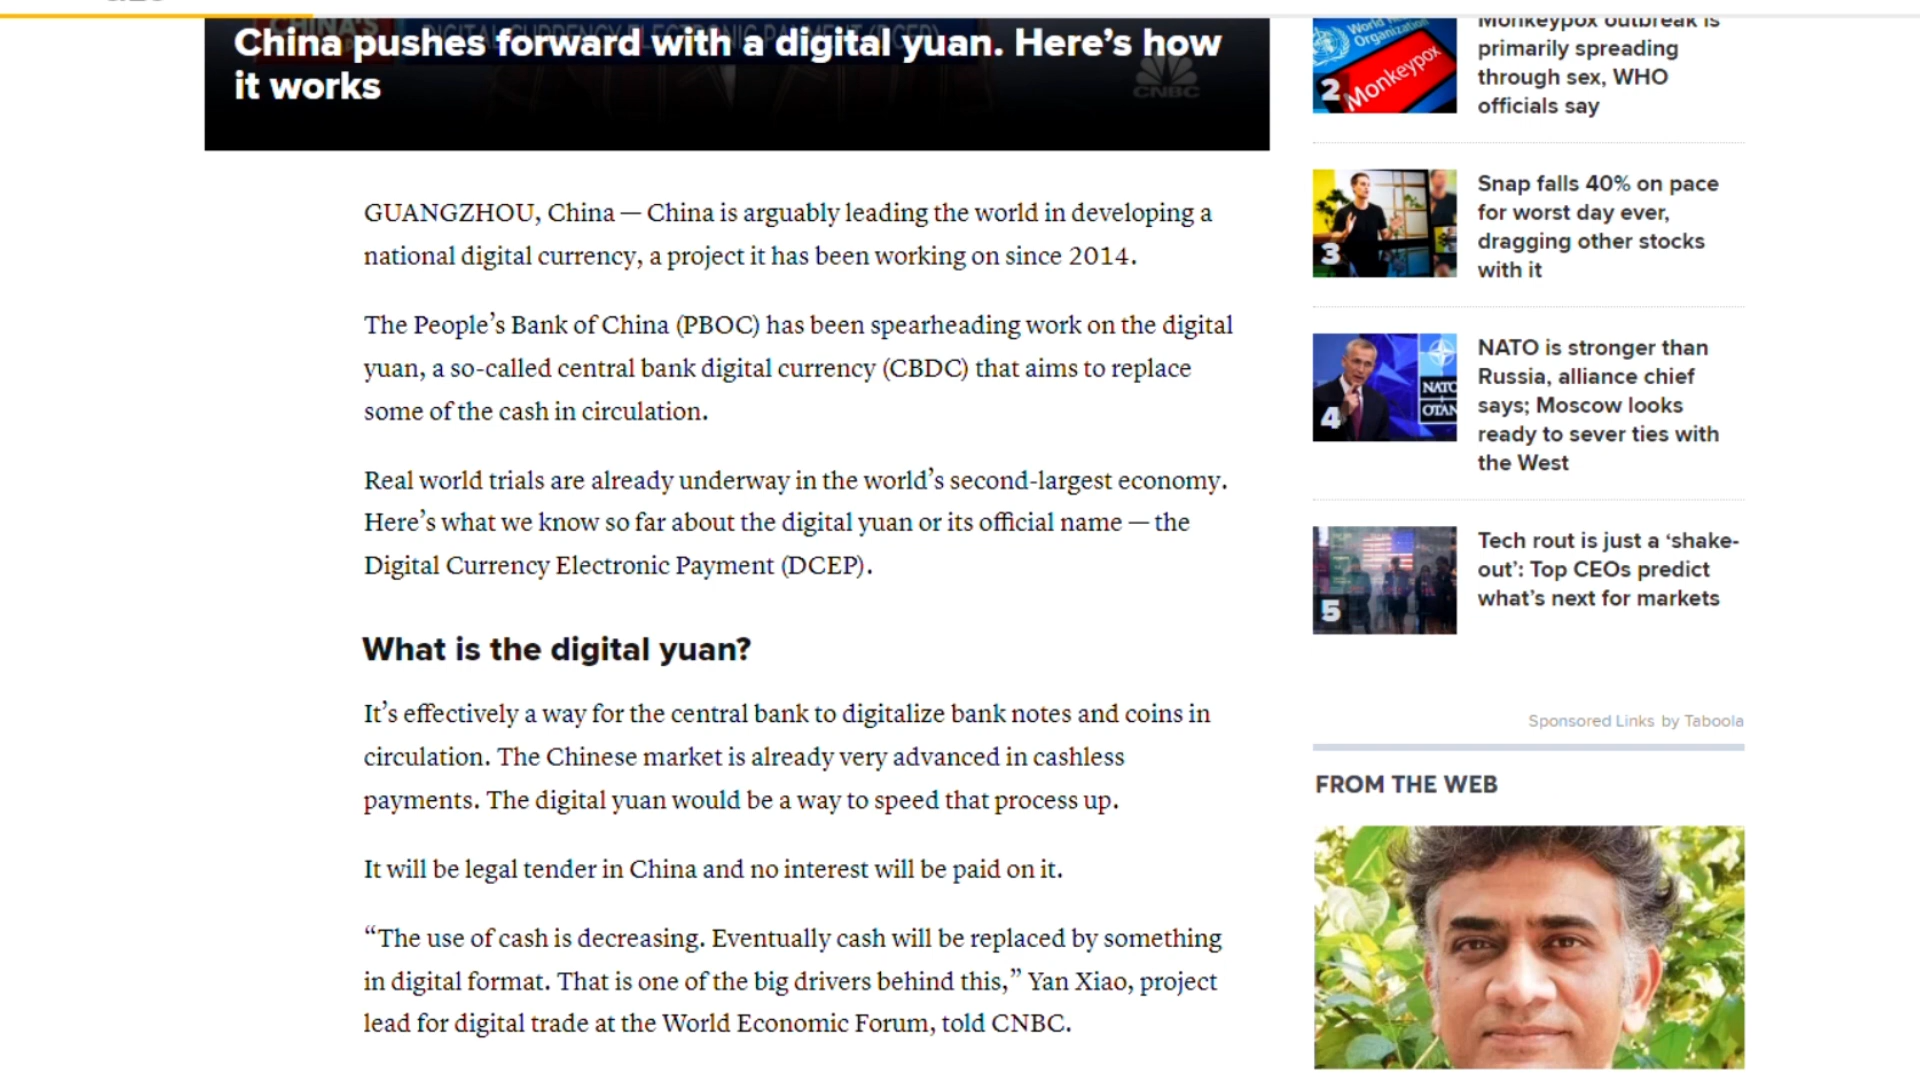 CHINA'S
DIGITAL CURRENCY ELECTRONIC PAYMENT (DCEP)
China pushes forward with a digital yuan. Here’s how
it works
CNBC
GUANGZHOU, China — China is arguably leading the world in developing a
national digital currency, a project it has been working on since 2014.
The People’s Bank of China (PBOC) has been spearheading work on the digital
yuan, a so-called central bank digital currency (CBDC) that aims to replace
some of the cash in circulation.
Real world trials are already underway in the world’s second-largest economy.
Here’s what we know so far about the digital yuan or its official name — the
Digital Currency Electronic Payment (DCEP).
What is the digital yuan?
It’s effectively a way for the central bank to digitalize bank notes and coins in
circulation. The Chinese market is already very advanced in cashless
payments. The digital yuan would be a way to speed that process up.
It will be legal tender in China and no interest will be paid on it.
“The use of cash is decreasing. Eventually cash will be replaced by something
in digital format. That is one of the big drivers behind this,” Yan Xiao, project
lead for digital trade at the World Economic Forum, told CNBC.
World Health
Organization
Monkeypox
2
Monkeypox outbreak is
primarily spreading
through sex, WHO
officials say
3
Snap falls 40% on pace
for worst day ever,
dragging other stocks
with it
NATO
OTAN
4
NATO is stronger than
Russia, alliance chief
says; Moscow looks
ready to sever ties with
the West
5
Tech rout is just a ‘shake-
out’: Top CEOs predict
what’s next for markets
Sponsored Links by Taboola
FROM THE WEB